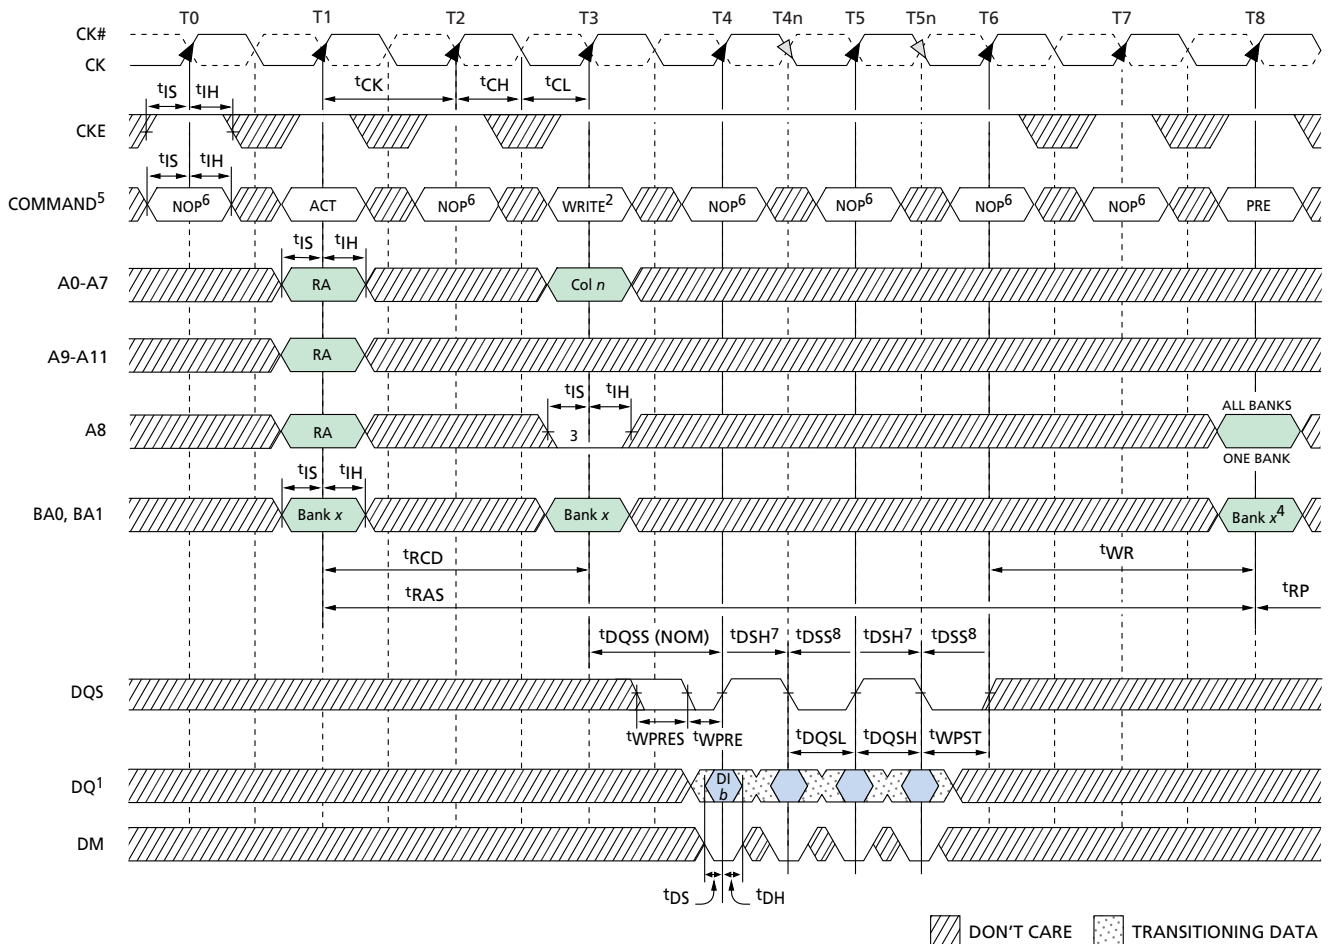 T0 T1 T2 T3 T4 T4n T5 T5n T6 T7 T8
CK#
CK
tIS tIH tCK tCH tCL
CKE
tIS tIH
COMMAND5 NOP6 ACT NOP6 WRITE2 NOP6 NOP6 NOP6 NOP6 PRE
tIS tIH
A0-A7 RA Col n
A9-A11 RA
tIS tIH ALL BANKS
A8 RA 3
tIS tIH ONE BANK
BA0, BA1 Bank x Bank x Bank x4
tRCD tWR
tRAS tRP
tDQSS (NOM) tDSH7 tDSS8 tDSH7 tDSS8
DQS
tWPRES tWPRE tDQSL tDQSH tWPST
DQ1 DI
b
DM
tDS tDH
DON'T CARE TRANSITIONING DATA